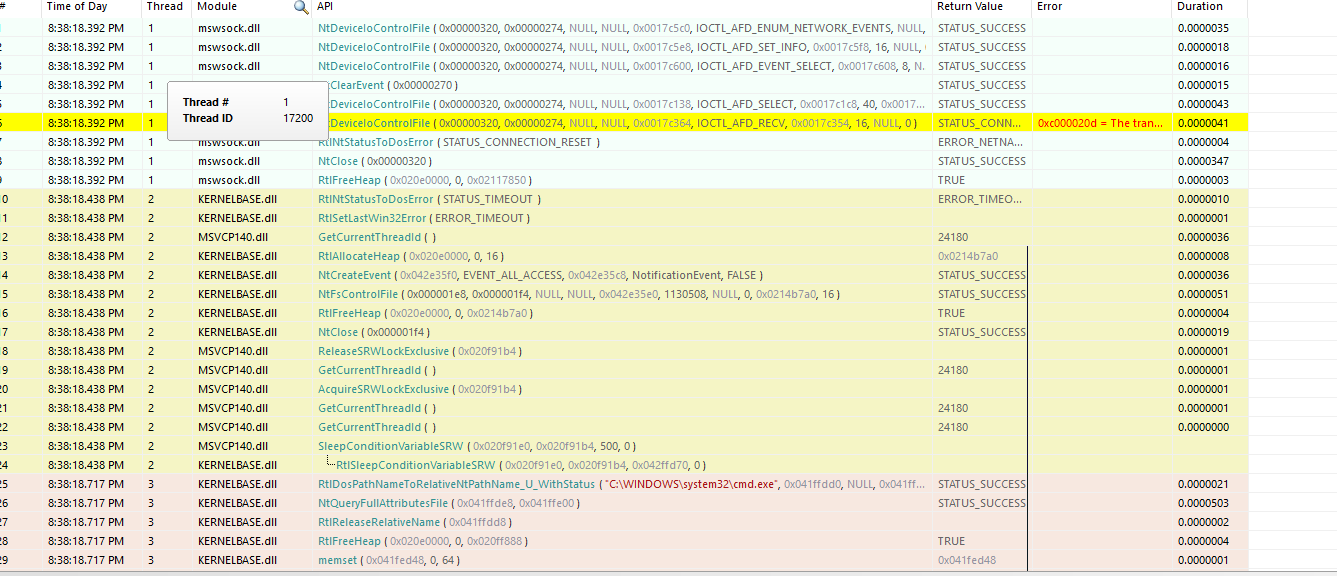 # Time of Day Thread Module API Return Value Error Duration
8:38:18.392 PM 1 mswsock.dll NtDeviceIoControlFile ( 0x00000320, 0x00000274, NULL, NULL, 0x0017c5c0, IOCTL_AFD_ENUM_NETWORK_EVENTS, NULL, STATUS_SUCCESS 0.0000035
2 8:38:18.392 PM 1 mswsock.dll NtDeviceIoControlFile ( 0x00000320, 0x00000274, NULL, NULL, 0x0017c5e8, IOCTL_AFD_SET_INFO, 0x0017c5f8, 16, NULL, STATUS_SUCCESS 0.0000018
3 8:38:18.392 PM 1 mswsock.dll NtDeviceIoControlFile ( 0x00000320, 0x00000274, NULL, NULL, 0x0017c600, IOCTL_AFD_EVENT_SELECT, 0x0017c608, 8, N... STATUS_SUCCESS 0.0000016
4 8:38:18.392 PM 1 tClearEvent ( 0x00000270 ) STATUS_SUCCESS 0.0000015
5 8:38:18.392 PM 1 tDeviceIoControlFile ( 0x00000320, 0x00000274, NULL, NULL, 0x0017c138, IOCTL_AFD_SELECT, 0x0017c1c8, 40, 0x0017... STATUS_SUCCESS 0.0000043
Thread # 1
Thread ID 17200
6 8:38:18.392 PM 1 tDeviceIoControlFile ( 0x00000320, 0x00000274, NULL, NULL, 0x0017c364, IOCTL_AFD_RECV, 0x0017c354, 16, NULL, 0 ) STATUS_CONN... 0xc000020d = The tran... 0.0000041
7 8:38:18.392 PM 1 mswsock.dll RtlNtStatusToDosError ( STATUS_CONNECTION_RESET ) ERROR_NETNA... 0.0000004
8 8:38:18.392 PM 1 mswsock.dll NtClose ( 0x00000320 ) STATUS_SUCCESS 0.0000347
9 8:38:18.392 PM 1 mswsock.dll RtlFreeHeap ( 0x020e0000, 0, 0x02117850 ) TRUE 0.0000003
10 8:38:18.438 PM 2 KERNELBASE.dll RtlNtStatusToDosError ( STATUS_TIMEOUT ) ERROR_TIMEO... 0.0000010
11 8:38:18.438 PM 2 KERNELBASE.dll RtlSetLastWin32Error ( ERROR_TIMEOUT ) 0.0000001
12 8:38:18.438 PM 2 MSVCP140.dll GetCurrentThreadId ( ) 24180 0.0000036
13 8:38:18.438 PM 2 KERNELBASE.dll RtlAllocateHeap ( 0x020e0000, 0, 16 ) 0x0214b7a0 0.0000008
14 8:38:18.438 PM 2 KERNELBASE.dll NtCreateEvent ( 0x042e35f0, EVENT_ALL_ACCESS, 0x042e35c8, NotificationEvent, FALSE ) STATUS_SUCCESS 0.0000036
15 8:38:18.438 PM 2 KERNELBASE.dll NtFsControlFile ( 0x000001e8, 0x000001f4, NULL, NULL, 0x042e35e0, 1130508, NULL, 0, 0x0214b7a0, 16 ) STATUS_SUCCESS 0.0000051
16 8:38:18.438 PM 2 KERNELBASE.dll RtlFreeHeap ( 0x020e0000, 0, 0x0214b7a0 ) TRUE 0.0000004
17 8:38:18.438 PM 2 KERNELBASE.dll NtClose ( 0x000001f4 ) STATUS_SUCCESS 0.0000019
18 8:38:18.438 PM 2 MSVCP140.dll ReleaseSRWLockExclusive ( 0x020f91b4 ) 0.0000001
19 8:38:18.438 PM 2 MSVCP140.dll GetCurrentThreadId ( ) 24180 0.0000001
20 8:38:18.438 PM 2 MSVCP140.dll AcquireSRWLockExclusive ( 0x020f91b4 ) 0.0000001
21 8:38:18.438 PM 2 MSVCP140.dll GetCurrentThreadId ( ) 24180 0.0000001
22 8:38:18.438 PM 2 MSVCP140.dll GetCurrentThreadId ( ) 24180 0.0000000
23 8:38:18.438 PM 2 MSVCP140.dll SleepConditionVariableSRW ( 0x020f91e0, 0x020f91b4, 500, 0 )
24 8:38:18.438 PM 2 KERNELBASE.dll RtlSleepConditionVariableSRW ( 0x020f91e0, 0x020f91b4, 0x042ffd70, 0 )
25 8:38:18.717 PM 3 KERNELBASE.dll RtlDosPathNameToRelativeNtPathName_U_WithStatus ( "C:\WINDOWS\system32\cmd.exe", 0x041ffdd0, NULL, 0x041ff... STATUS_SUCCESS 0.0000021
26 8:38:18.717 PM 3 KERNELBASE.dll NtQueryFullAttributesFile ( 0x041ffde8, 0x041ffe00 ) STATUS_SUCCESS 0.0000503
27 8:38:18.717 PM 3 KERNELBASE.dll RtlReleaseRelativeName ( 0x041ffdd8 ) 0.0000002
28 8:38:18.717 PM 3 KERNELBASE.dll RtlFreeHeap ( 0x020e0000, 0, 0x020ff888 ) TRUE 0.0000004
29 8:38:18.717 PM 3 KERNELBASE.dll memset ( 0x041fed48, 0, 64 ) 0x041fed48 0.0000001